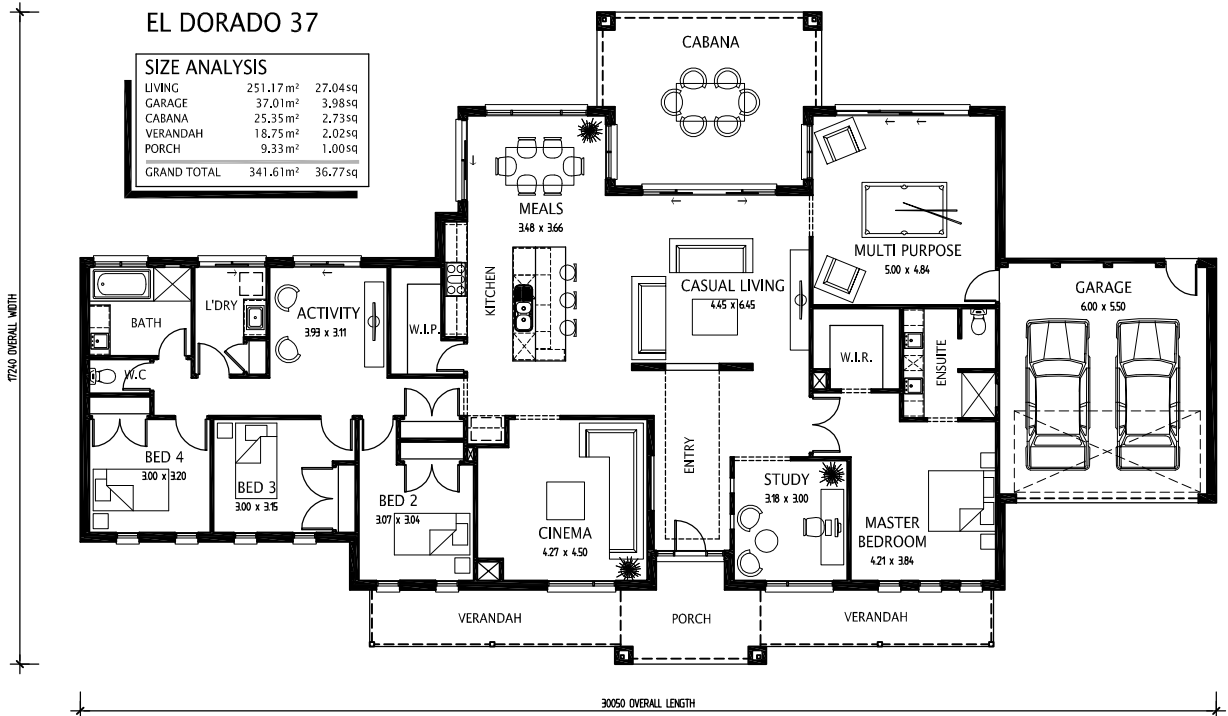 EL DORADO 37
SIZE ANALYSIS
LIVING 251.17m² 27.04sq
GARAGE 37.01m² 3.98sq
CABANA 25.35m² 2.73sq
VERANDAH 18.75m² 2.02sq
PORCH 9.33m² 1.00sq
GRAND TOTAL 341.61m² 36.77sq
17240 OVERALL WIDTH
CABANA
MEALS
3.48 x 3.66
KITCHEN
CASUAL LIVING
4.45 x 6.45
MULTI PURPOSE
5.00 x 4.84
GARAGE
6.00 x 5.50
BATH
L'DRY
ACTIVITY
3.93 x 3.11
W.I.P.
W.I.R.
ENSUITE
W.C
BED 4
3.00 x 3.20
BED 3
3.00 x 3.15
BED 2
3.07 x 3.04
CINEMA
4.27 x 4.50
ENTRY
STUDY
3.18 x 3.00
MASTER
BEDROOM
4.21 x 3.84
VERANDAH
PORCH
VERANDAH
30050 OVERALL LENGTH